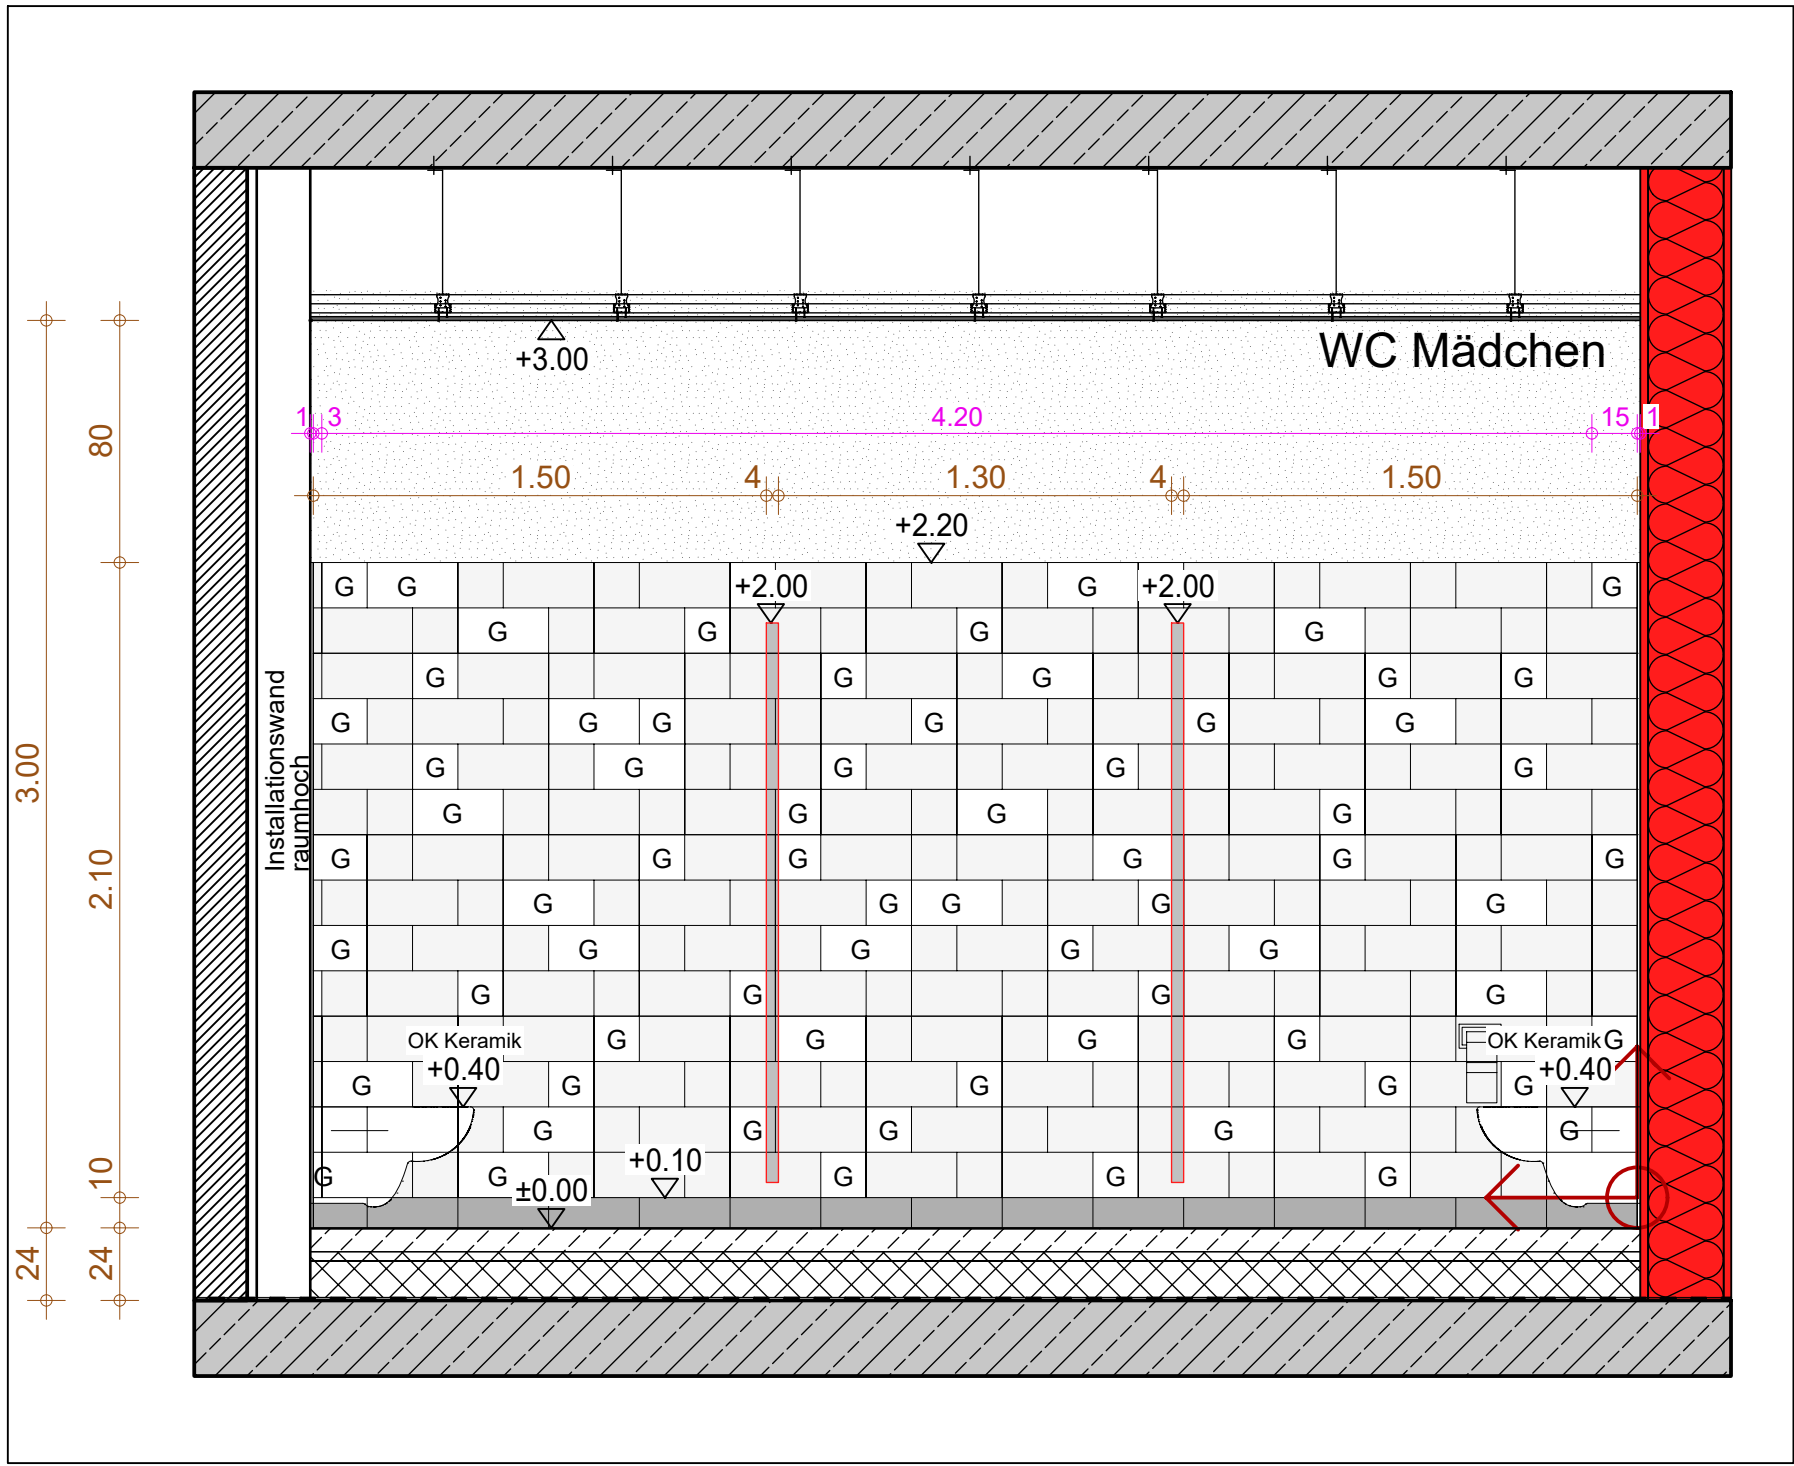 +3.00
WC Mädchen
1 3 4.20 15 1
1.50 4 1.30 4 1.50
80
+2.20
G G +2.00 G +2.00 G
G G G G
G G G G G
G G G G G G
3.00
Installationswand
raumhoch
G G G G G
G G G G
2.10
G G G G G G
G G G G G
G G G G G
G G G G
OK Keramik G G G G OK Keramik G
+0.40 +0.40
G G G G G
G G G G G
10
G G G G G
+0.10
±0.00
24 24